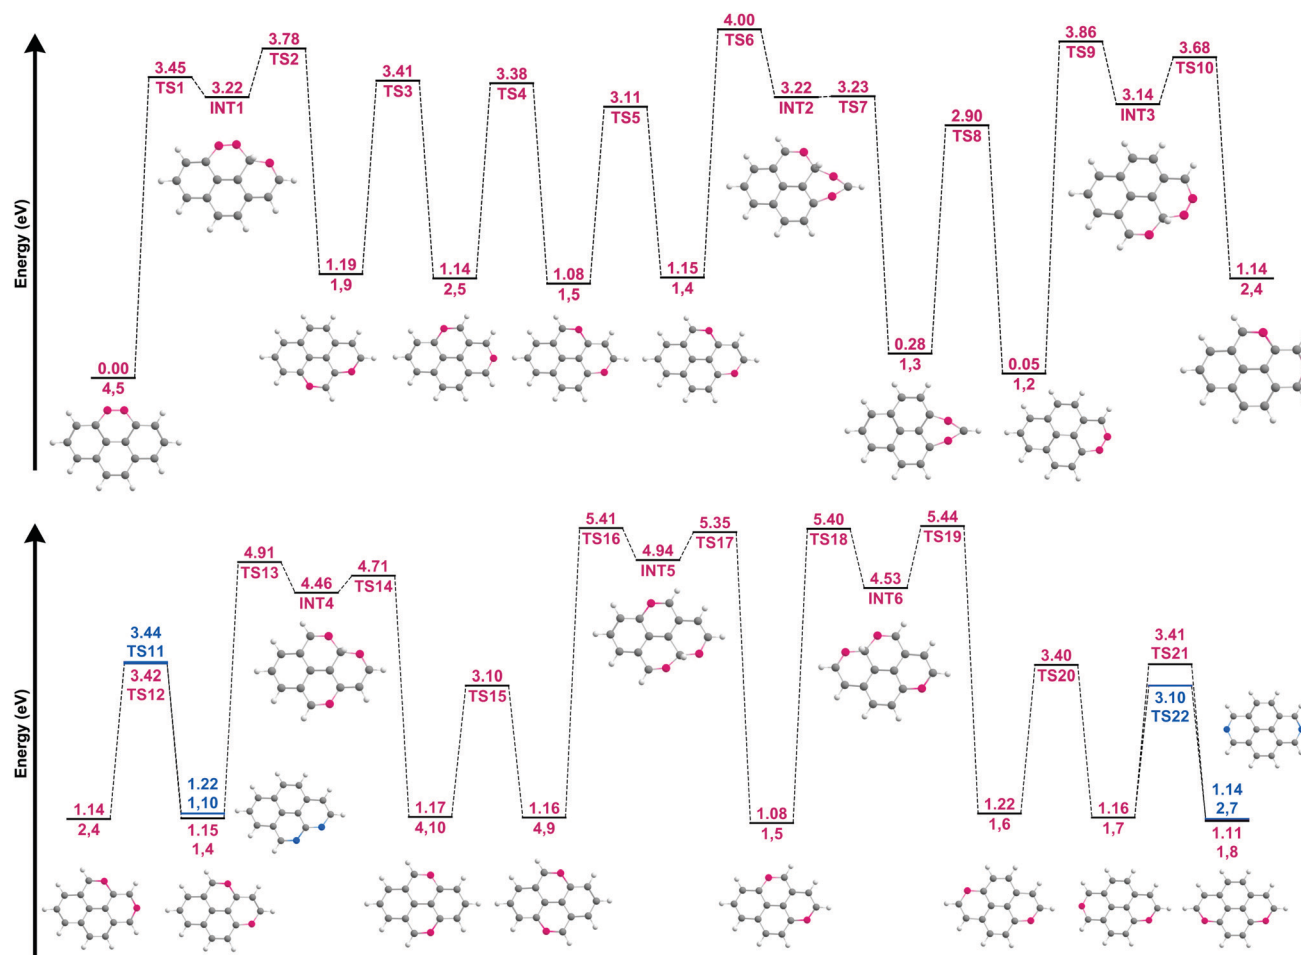 Energy (eV)
0.00
4,5
3.45
TS1
3.22
INT1
3.78
TS2
1.19
1,9
3.41
TS3
1.14
2,5
3.38
TS4
1.08
1,5
3.11
TS5
1.15
1,4
4.00
TS6
3.22
INT2
3.23
TS7
0.28
1,3
2.90
TS8
0.05
1,2
3.86
TS9
3.14
INT3
3.68
TS10
1.14
2,4
Energy (eV)
1.14
2,4
3.44
TS11
3.42
TS12
1.22
1,10
1.15
1,4
4.91
TS13
4.46
INT4
4.71
TS14
1.17
4,10
3.10
TS15
1.16
4,9
5.41
TS16
4.94
INT5
5.35
TS17
1.08
1,5
5.40
TS18
4.53
INT6
5.44
TS19
1.22
1,6
3.40
TS20
1.16
1,7
3.41
TS21
3.10
TS22
1.14
2,7
1.11
1,8